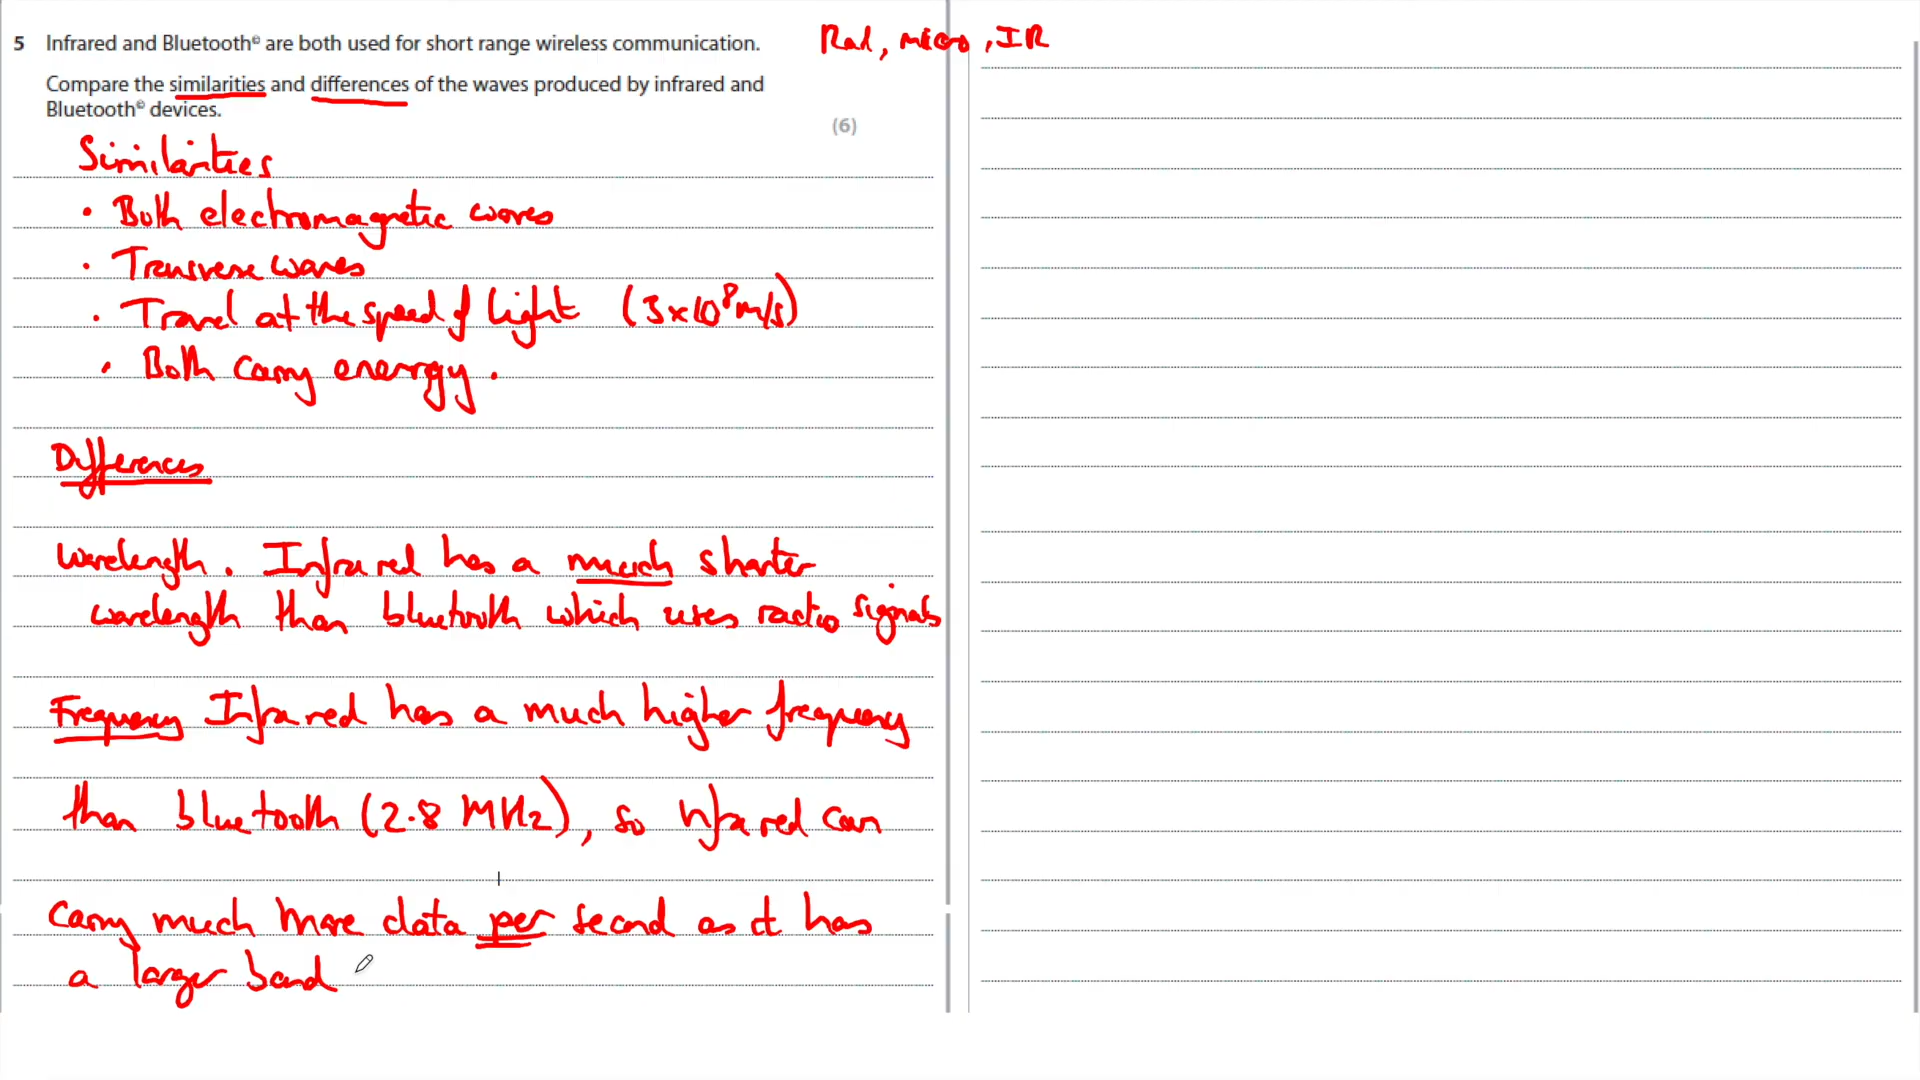 5 Infrared and Bluetooth© are both used for short range wireless communication.
Rad, micro, IR
Compare the similarities and differences of the waves produced by infrared and
Bluetooth© devices.
(6)
Similarities
• Both electromagnetic waves
• Transverse waves
• Travel at the speed of light (3x10⁸m/s)
• Both carry energy.
Differences
Wavelength. Infrared has a much shorter
wavelength than bluetooth which uses radio signals
Frequency Infrared has a much higher frequency
than bluetooth (2.8 MHz), so infrared can
carry much more data per second as it has
a larger band